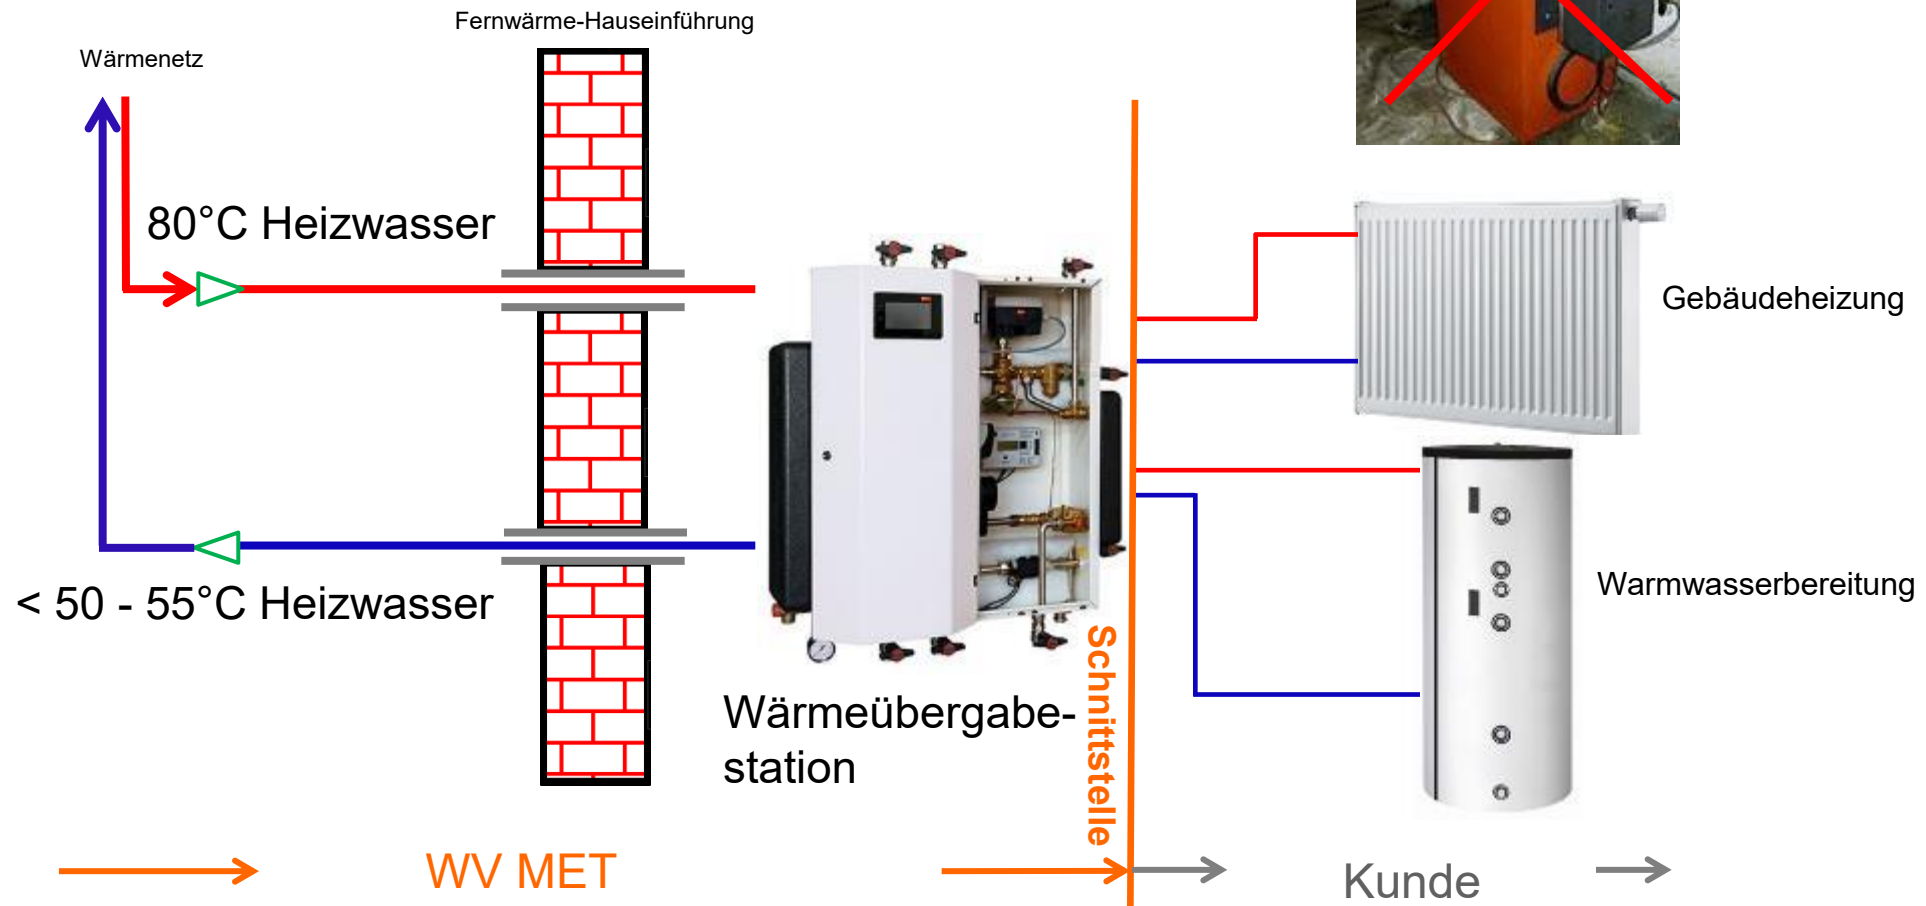 Fernwärme-Hauseinführung
Wärmenetz
80°C Heizwasser
Gebäudeheizung
< 50 - 55°C Heizwasser
Warmwasserbereitung
Wärmeübergabe-
station
Schnittstelle
WV MET
Kunde